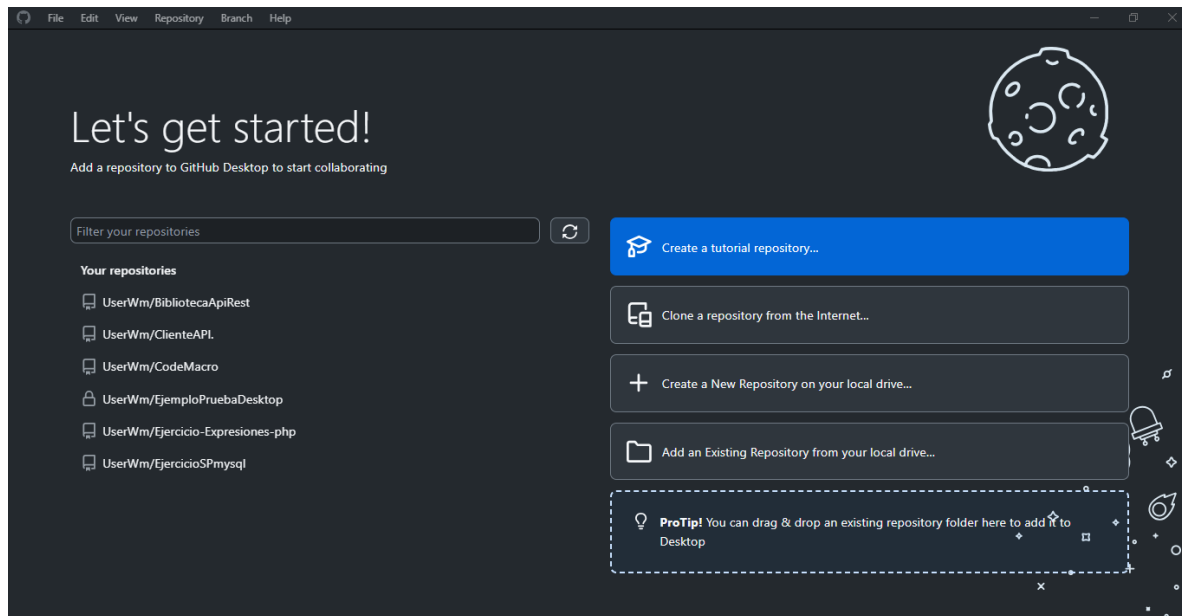 File Edit View Repository Branch Help
Let's get started!
Add a repository to GitHub Desktop to start collaborating
Filter your repositories
Your repositories
UserWm/BibliotecaApiRest
UserWm/ClienteAPI.
UserWm/CodeMacro
UserWm/EjemploPruebaDesktop
UserWm/Ejercicio-Expresiones-php
UserWm/EjercicioSPmysql
Create a tutorial repository...
Clone a repository from the Internet...
Create a New Repository on your local drive...
Add an Existing Repository from your local drive...
ProTip! You can drag & drop an existing repository folder here to add it to
Desktop